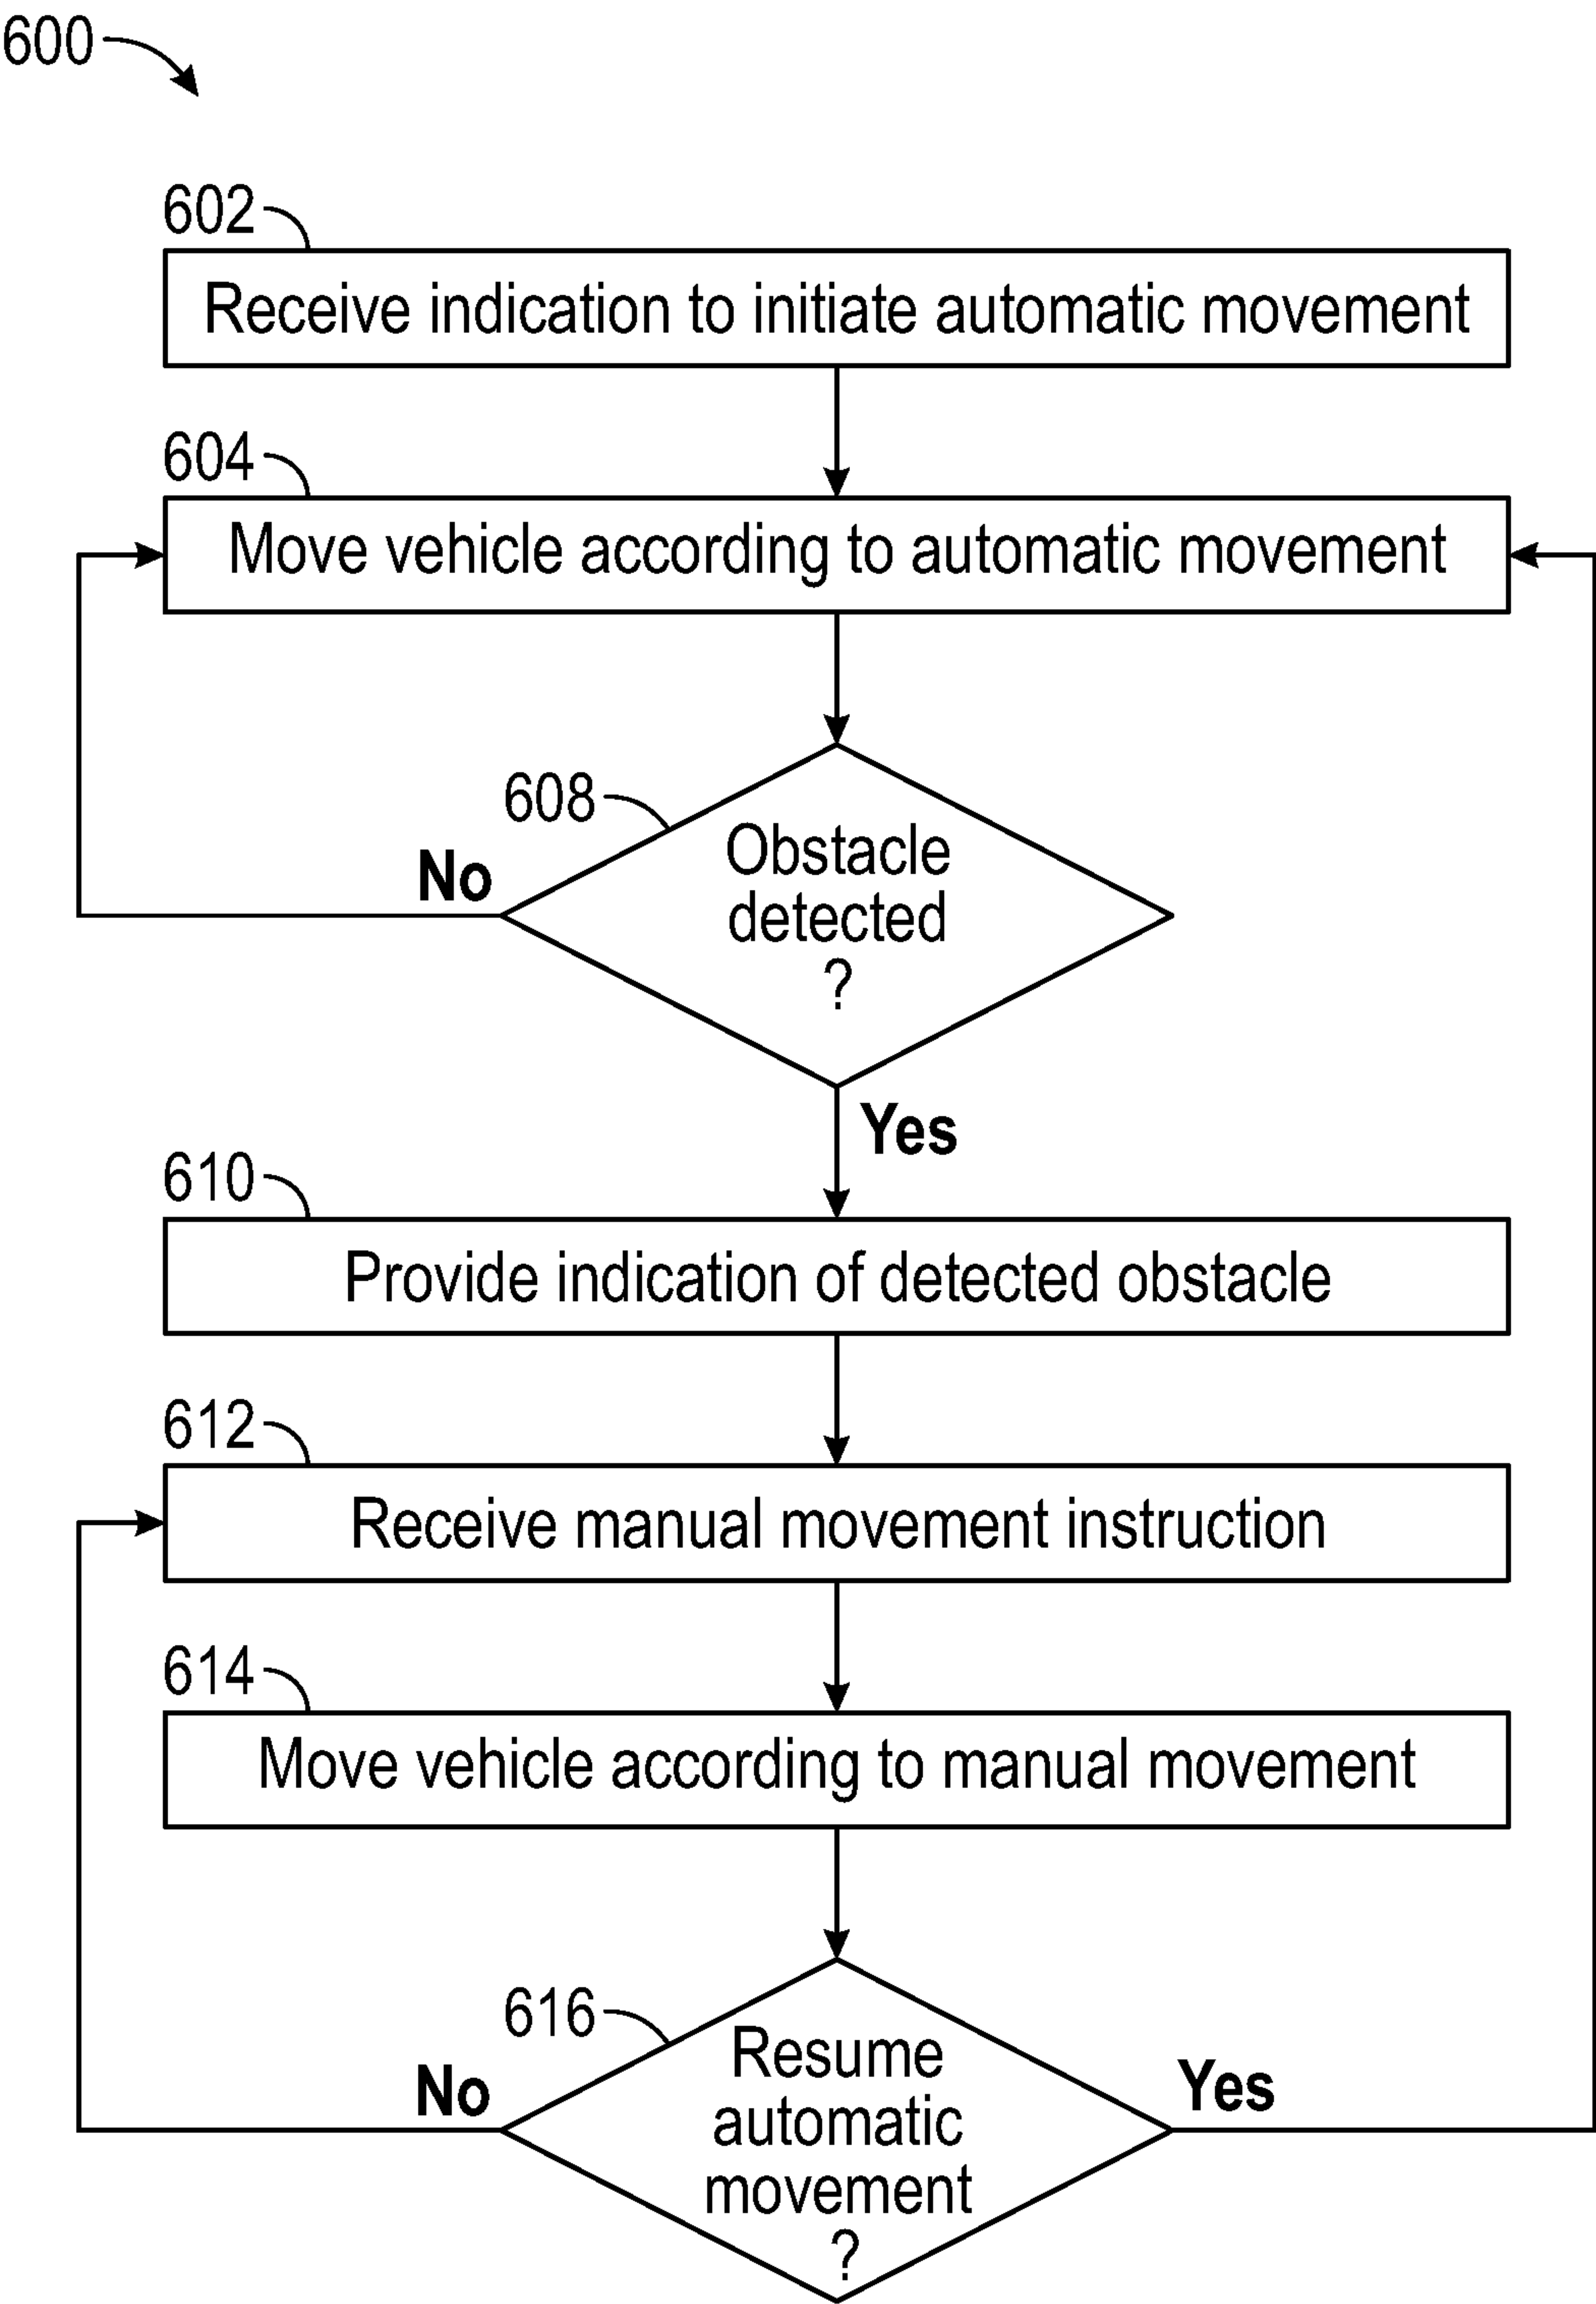 600
602
Receive indication to initiate automatic movement
604
Move vehicle according to automatic movement
608
Obstacle
detected
?
No
Yes
610
Provide indication of detected obstacle
612
Receive manual movement instruction
614
Move vehicle according to manual movement
616
Resume
automatic
movement
?
No
Yes